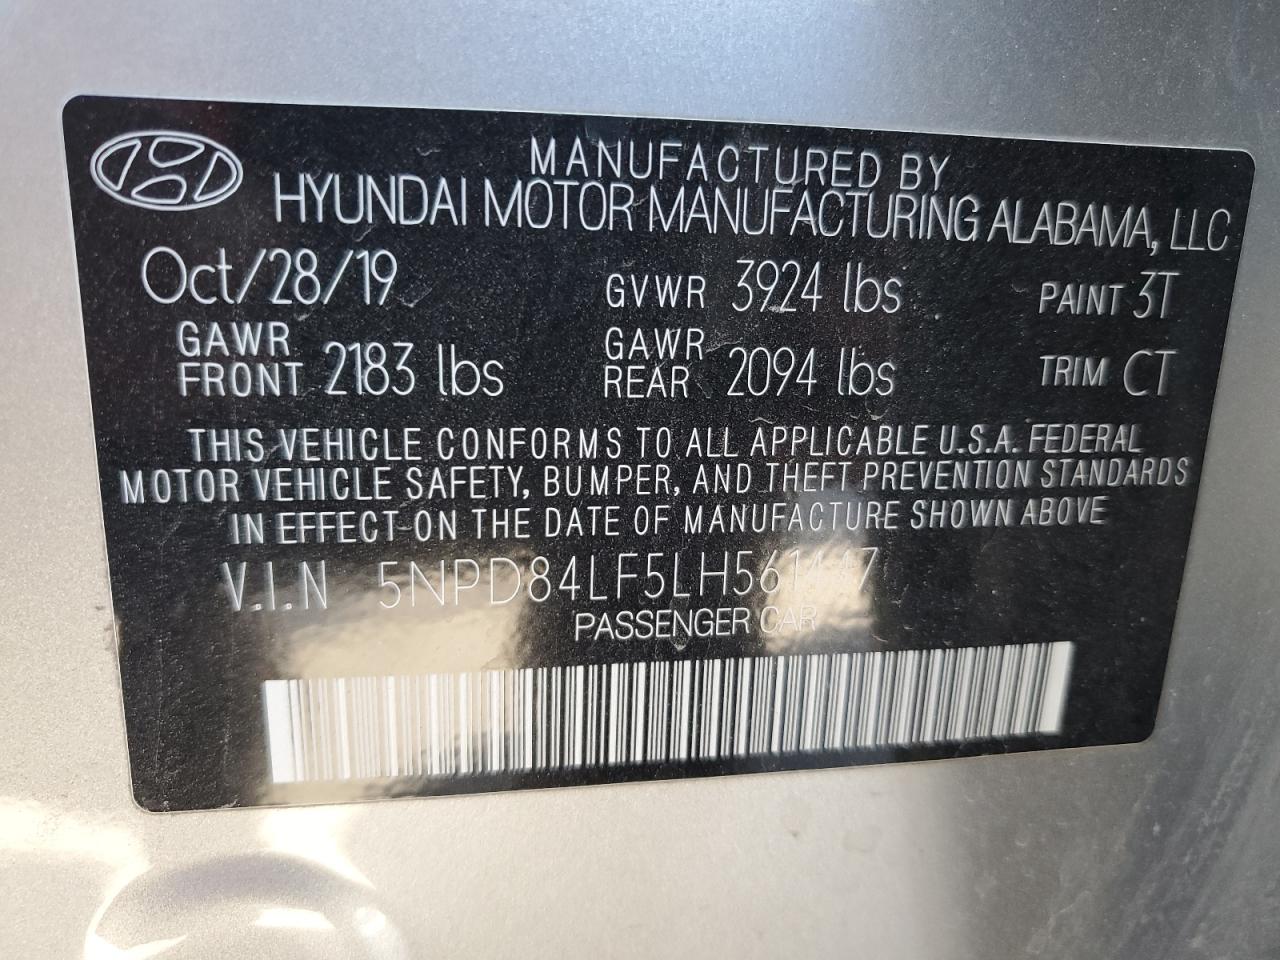 MANUFACTURED BY
HYUNDAI MOTOR MANUFACTURING ALABAMA, LLC
Oct/28/19 GVWR 3924 lbs PAINT 3T
GAWR FRONT 2183 lbs GAWR REAR 2094 lbs TRIM CT
THIS VEHICLE CONFORMS TO ALL APPLICABLE U.S.A. FEDERAL
MOTOR VEHICLE SAFETY, BUMPER, AND THEFT PREVENTION STANDARDS
IN EFFECT ON THE DATE OF MANUFACTURE SHOWN ABOVE
V.I.N 5NPD84LF5LH561447
PASSENGER CAR